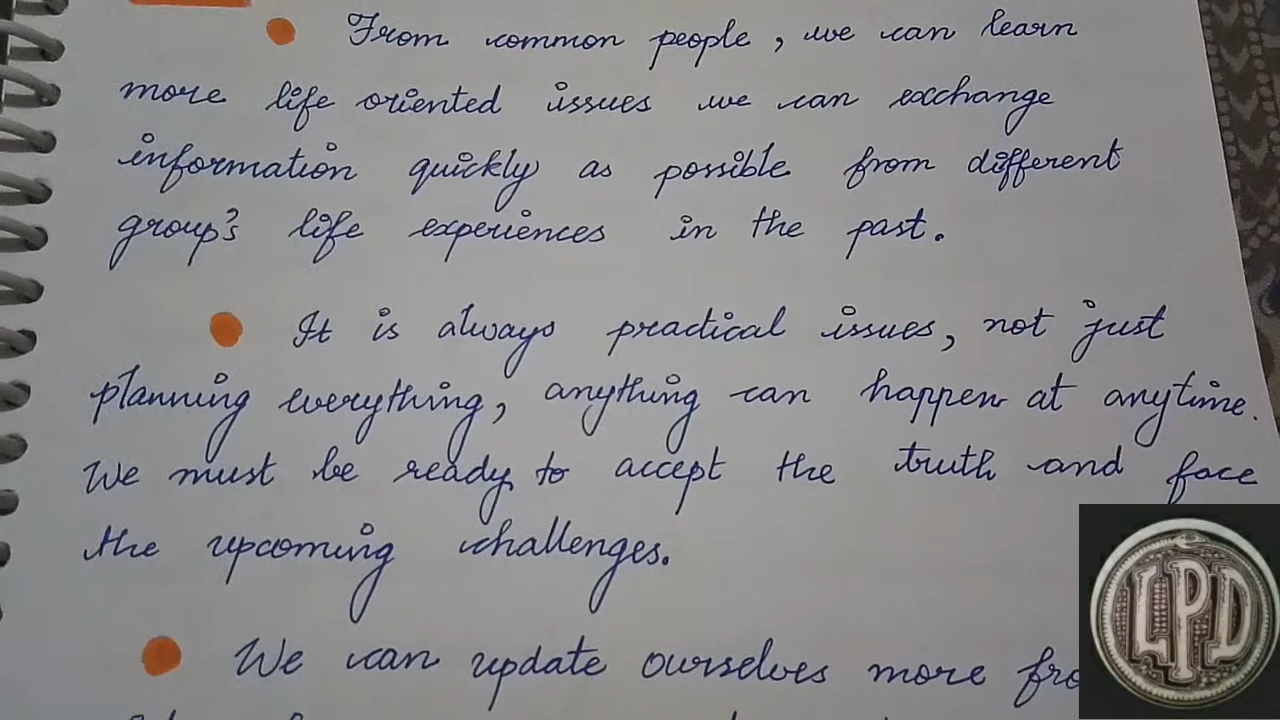 From common people, we can learn
more life oriented issues we can exchange
information quickly as possible from different
group's life experiences in the past.
It is always practical issues, not just
planning everything, anything can happen at anytime.
We must be ready to accept the truth and face
the upcoming challenges.
We can update ourselves more
LPD